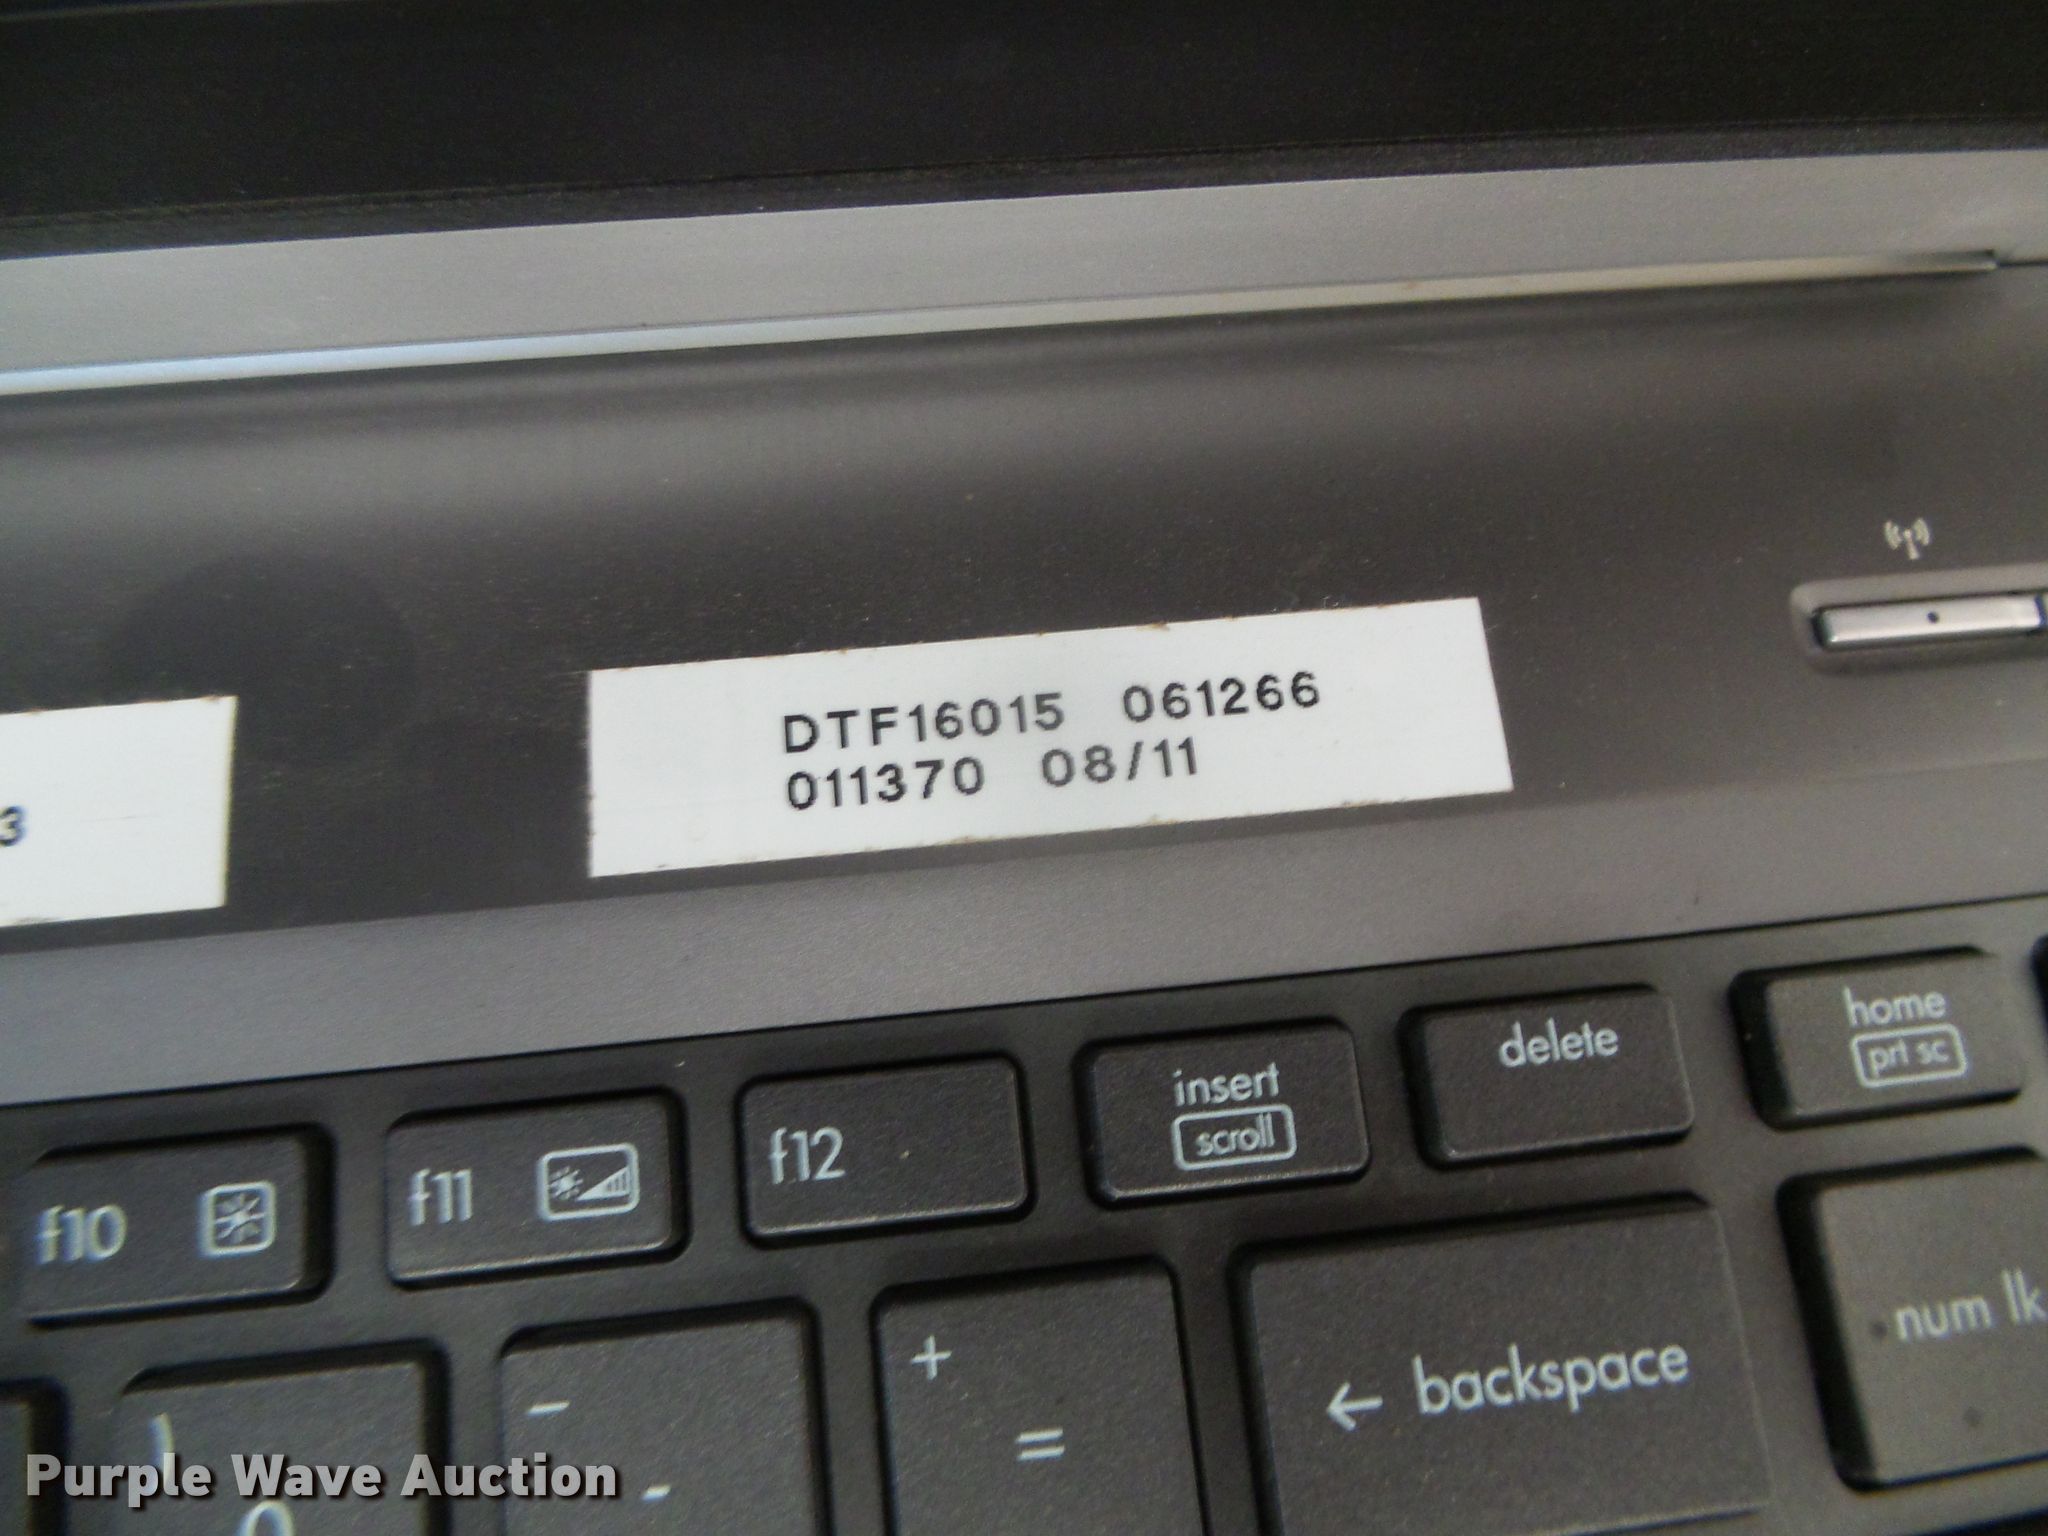 DTF16015 061266
011370 08/11
3
home
prt sc
delete
insert
scroll
f12
f11
f10
num lk
← backspace
+
=
-
-
)
0
Purple Wave Auction